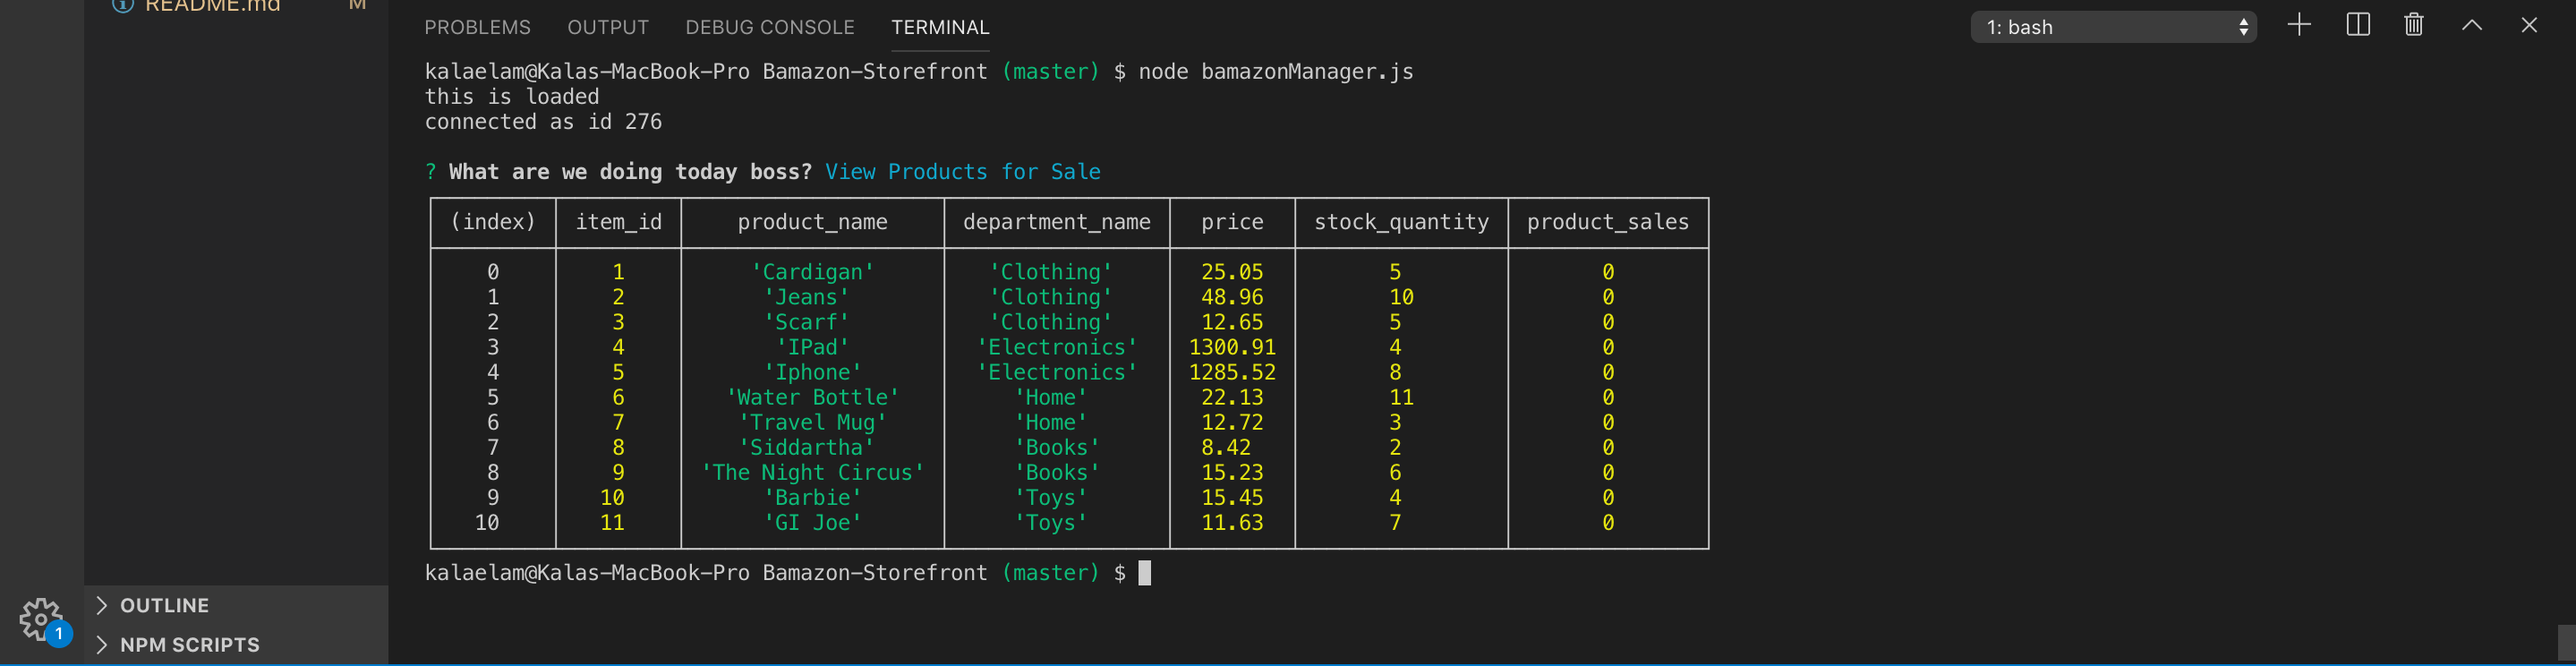 README.md M
PROBLEMS OUTPUT DEBUG CONSOLE TERMINAL 1: bash
kalaelam@Kalas-MacBook-Pro Bamazon-Storefront (master) $ node bamazonManager.js
this is loaded
connected as id 276
? What are we doing today boss? View Products for Sale
(index) item_id product_name department_name price stock_quantity product_sales
0 1 'Cardigan' 'Clothing' 25.05 5 0
1 2 'Jeans' 'Clothing' 48.96 10 0
2 3 'Scarf' 'Clothing' 12.65 5 0
3 4 'IPad' 'Electronics' 1300.91 4 0
4 5 'Iphone' 'Electronics' 1285.52 8 0
5 6 'Water Bottle' 'Home' 22.13 11 0
6 7 'Travel Mug' 'Home' 12.72 3 0
7 8 'Siddartha' 'Books' 8.42 2 0
8 9 'The Night Circus' 'Books' 15.23 6 0
9 10 'Barbie' 'Toys' 15.45 4 0
10 11 'GI Joe' 'Toys' 11.63 7 0
kalaelam@Kalas-MacBook-Pro Bamazon-Storefront (master) $
OUTLINE
1
NPM SCRIPTS